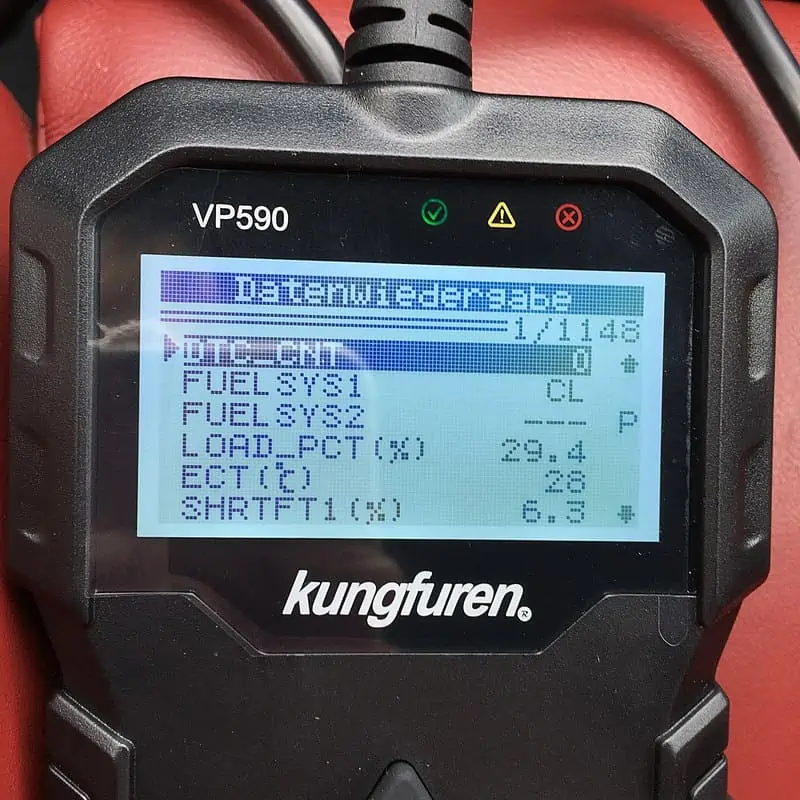 VP590
Datenwiedergabe
1/1148
DTC_CNT 0
FUELSYS1 CL
FUELSYS2 ---
P
LOAD_PCT(%) 29.4
ECT(℃) 28
SHRTFT1(%) 6.3
kungfuren®